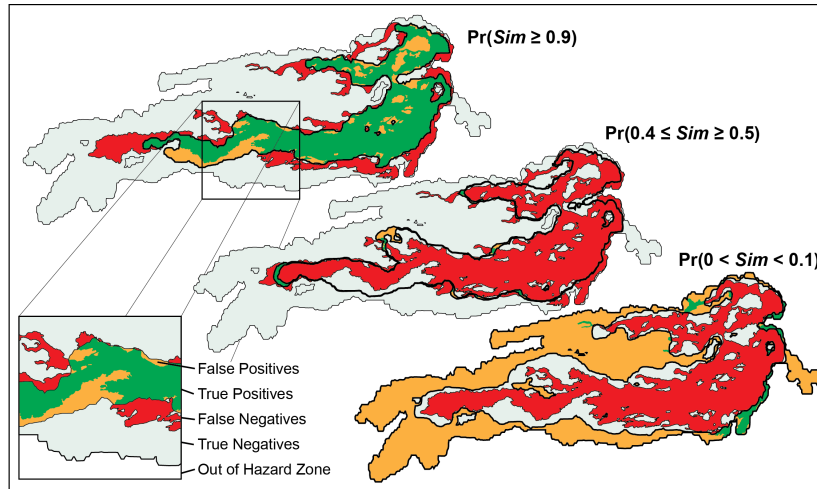 Pr(Sim ≥ 0.9)
Pr(0.4 ≤ Sim ≥ 0.5)
Pr(0 < Sim < 0.1)
False Positives
True Positives
False Negatives
True Negatives
Out of Hazard Zone